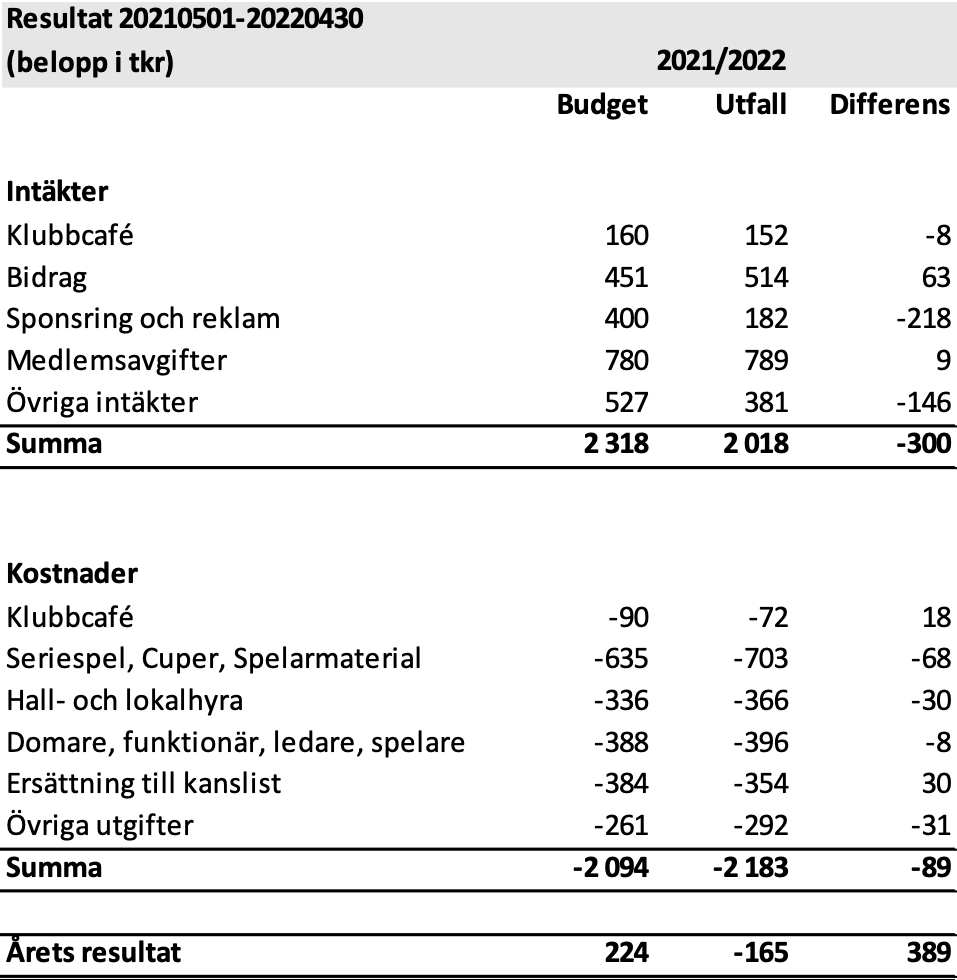 Resultat 20210501-20220430
(belopp i tkr) 2021/2022
Budget Utfall Differens
Intäkter
Klubbcafé 160 152 -8
Bidrag 451 514 63
Sponsring och reklam 400 182 -218
Medlemsavgifter 780 789 9
Övriga intäkter 527 381 -146
Summa 2 318 2 018 -300
Kostnader
Klubbcafé -90 -72 18
Seriespel, Cuper, Spelarmaterial -635 -703 -68
Hall- och lokalhyra -336 -366 -30
Domare, funktionär, ledare, spelare -388 -396 -8
Ersättning till kanslist -384 -354 30
Övriga utgifter -261 -292 -31
Summa -2 094 -2 183 -89
Årets resultat 224 -165 389